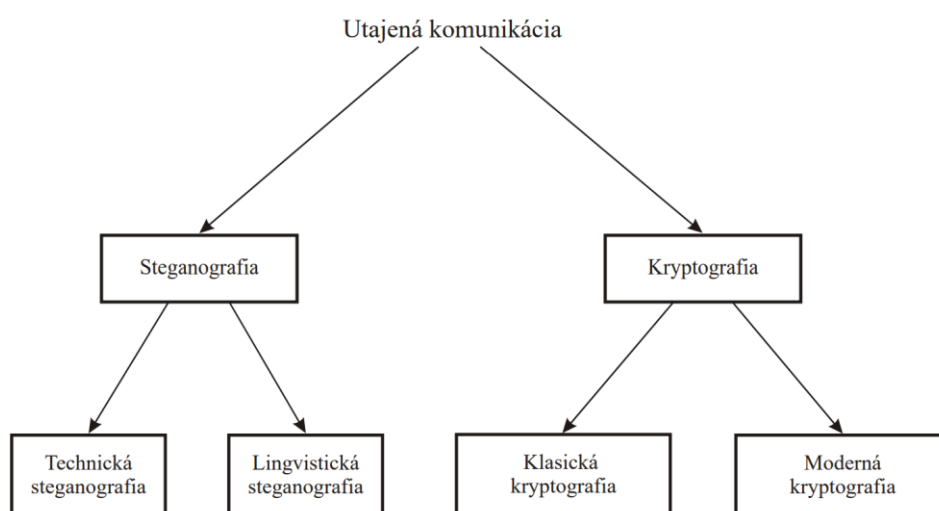 Utajená komunikácia
Steganografia
Kryptografia
Technická
steganografia
Lingvistická
steganografia
Klasická
kryptografia
Moderná
kryptografia